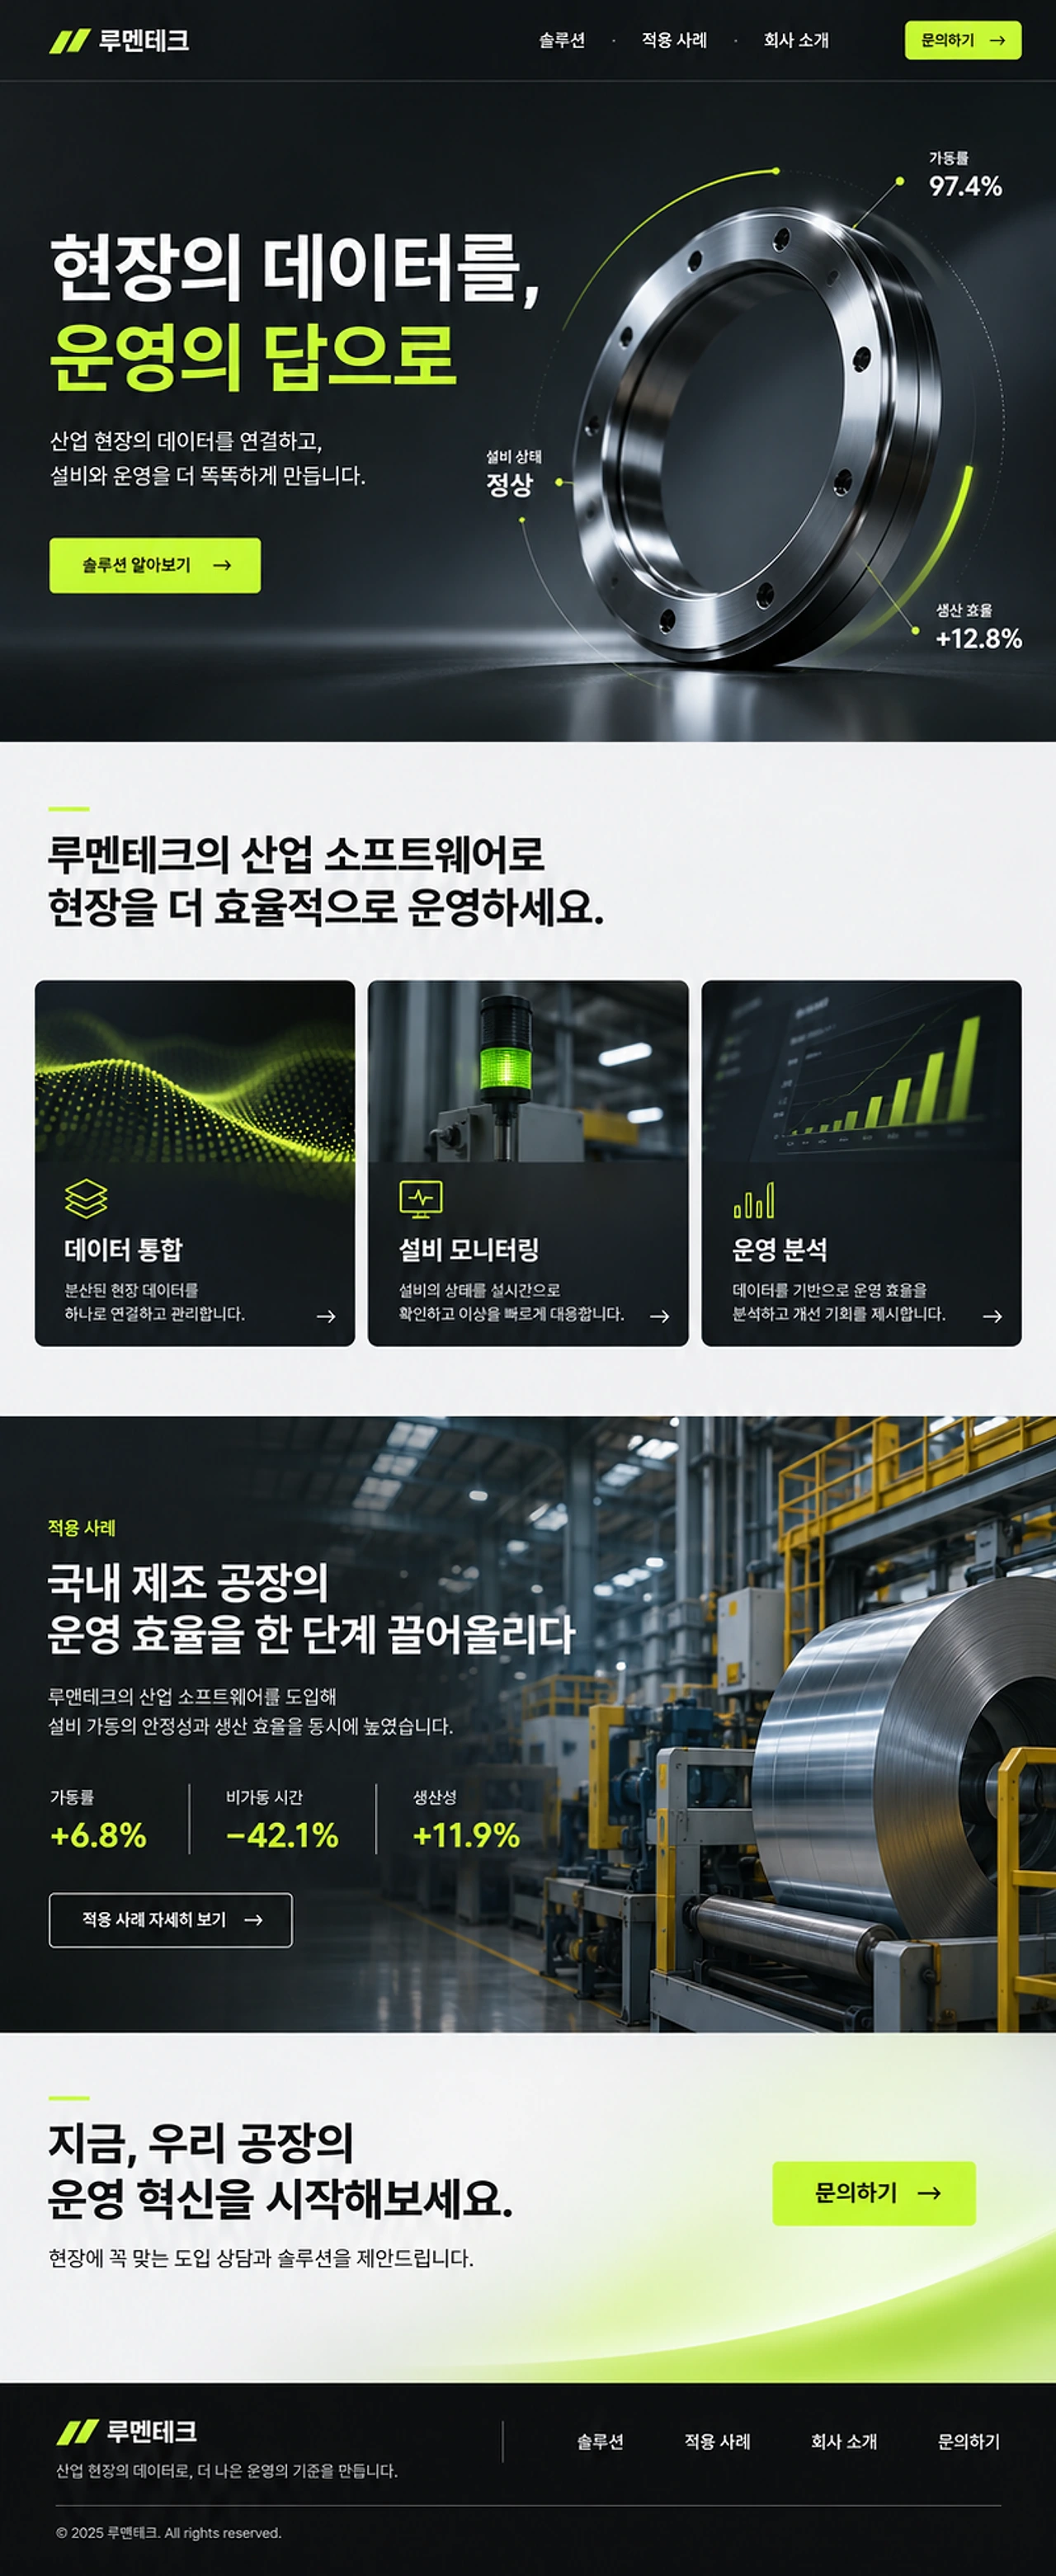 루멘테크
솔루션 · 적용 사례 · 회사 소개
문의하기 →
가동률
97.4%
현장의 데이터를,
운영의 답으로
산업 현장의 데이터를 연결하고,
설비와 운영을 더 똑똑하게 만듭니다.
설비 상태
정상
솔루션 알아보기 →
생산 효율
+12.8%
루멘테크의 산업 소프트웨어로
현장을 더 효율적으로 운영하세요.
데이터 통합
분산된 현장 데이터를
하나로 연결하고 관리합니다. →
설비 모니터링
설비의 상태를 실시간으로
확인하고 이상을 빠르게 대응합니다. →
운영 분석
데이터를 기반으로 운영 효율을
분석하고 개선 기회를 제시합니다. →
적용 사례
국내 제조 공장의
운영 효율을 한 단계 끌어올리다
루맨테크의 산업 소프트웨어를 도입해
설비 가동의 안정성과 생산 효율을 동시에 높였습니다.
가동률
+6.8%
비가동 시간
−42.1%
생산성
+11.9%
적용 사례 자세히 보기 →
지금, 우리 공장의
운영 혁신을 시작해보세요.
현장에 꼭 맞는 도입 상담과 솔루션을 제안드립니다.
문의하기 →
루멘테크
산업 현장의 데이터로, 더 나은 운영의 기준을 만듭니다.
솔루션 적용 사례 회사 소개 문의하기
© 2025 루맨테크. All rights reserved.